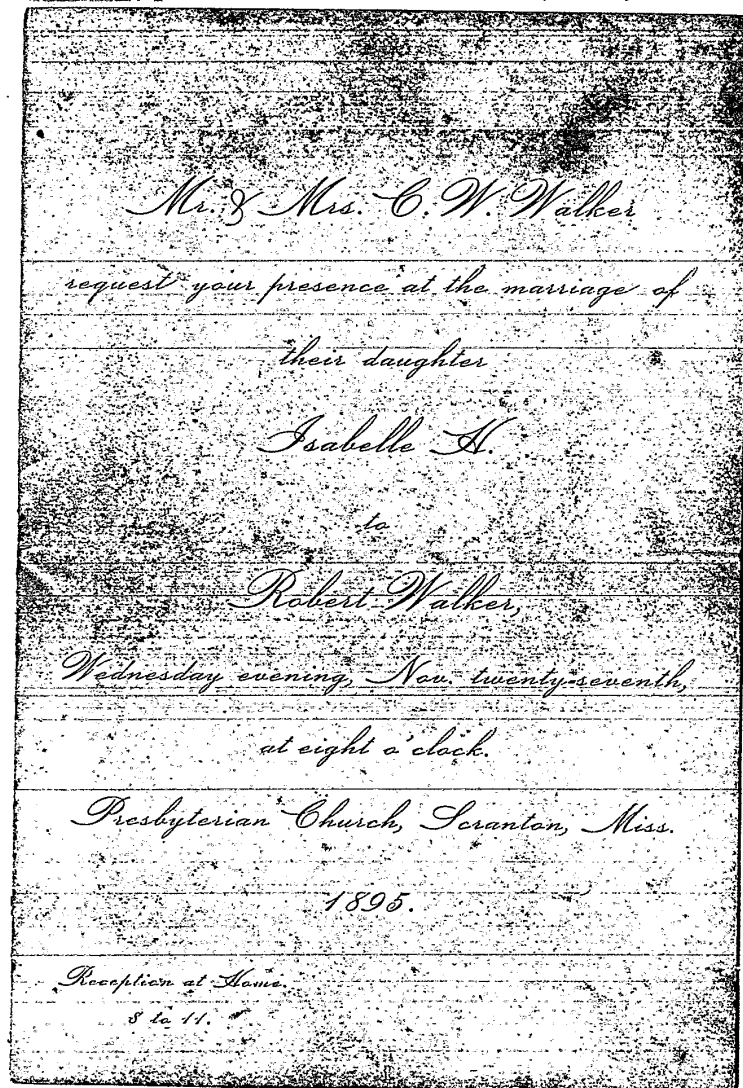 Mr. & Mrs. C. W. Walker
request your presence at the marriage of
their daughter
Isabelle H.
to
Robert Walker,
Wednesday evening, Nov. twenty-seventh,
at eight o'clock.
Presbyterian Church, Scranton, Miss.
1895.
Reception at Home.
8 to 11.